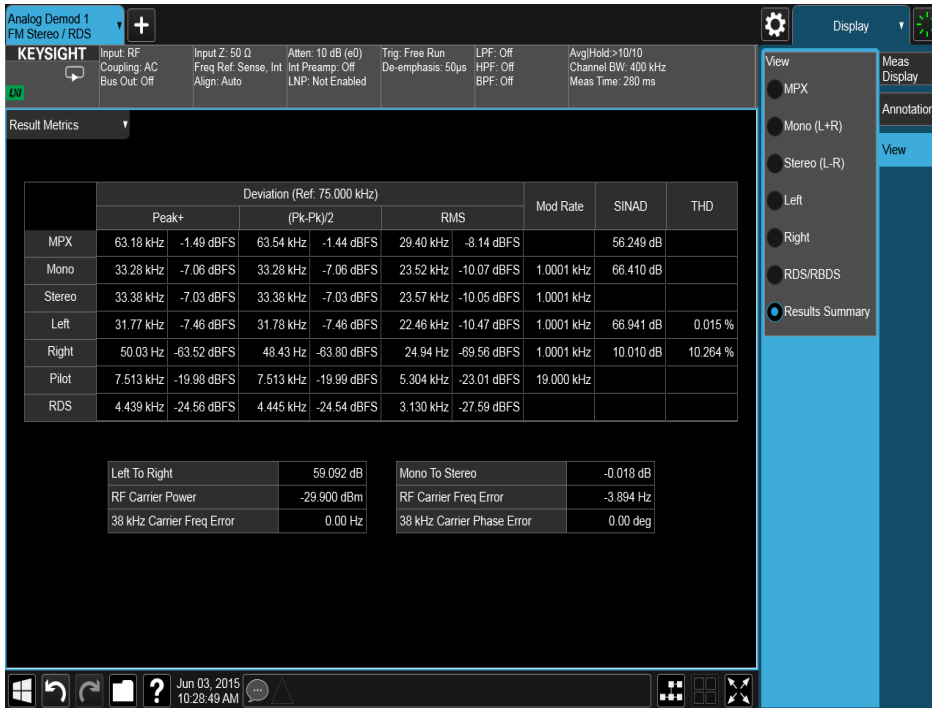 Analog Demod 1
FM Stereo / RDS
+
Display
KEYSIGHT
LXI
Input: RF
Coupling: AC
Bus Out: Off
Input Z: 50 Ω
Freq Ref: Sense, Int
Align: Auto
Atten: 10 dB (e0)
Int Preamp: Off
LNP: Not Enabled
Trig: Free Run
De-emphasis: 50µs
LPF: Off
HPF: Off
BPF: Off
Avg|Hold:>10/10
Channel BW: 400 kHz
Meas Time: 280 ms
Result Metrics
Deviation (Ref: 75.000 kHz) Mod Rate SINAD THD
Peak+ (Pk-Pk)/2 RMS
MPX 63.18 kHz -1.49 dBFS 63.54 kHz -1.44 dBFS 29.40 kHz -8.14 dBFS 56.249 dB
Mono 33.28 kHz -7.06 dBFS 33.28 kHz -7.06 dBFS 23.52 kHz -10.07 dBFS 1.0001 kHz 66.410 dB
Stereo 33.38 kHz -7.03 dBFS 33.38 kHz -7.03 dBFS 23.57 kHz -10.05 dBFS 1.0001 kHz
Left 31.77 kHz -7.46 dBFS 31.78 kHz -7.46 dBFS 22.46 kHz -10.47 dBFS 1.0001 kHz 66.941 dB 0.015 %
Right 50.03 Hz -63.52 dBFS 48.43 Hz -63.80 dBFS 24.94 Hz -69.56 dBFS 1.0001 kHz 10.010 dB 10.264 %
Pilot 7.513 kHz -19.98 dBFS 7.513 kHz -19.99 dBFS 5.304 kHz -23.01 dBFS 19.000 kHz
RDS 4.439 kHz -24.56 dBFS 4.445 kHz -24.54 dBFS 3.130 kHz -27.59 dBFS
Left To Right 59.092 dB
RF Carrier Power -29.900 dBm
38 kHz Carrier Freq Error 0.00 Hz
Mono To Stereo -0.018 dB
RF Carrier Freq Error -3.894 Hz
38 kHz Carrier Phase Error 0.00 deg
View
MPX
Mono (L+R)
Stereo (L-R)
Left
Right
RDS/RBDS
Results Summary
Meas
Display
Annotation
View
?
Jun 03, 2015
10:28:49 AM